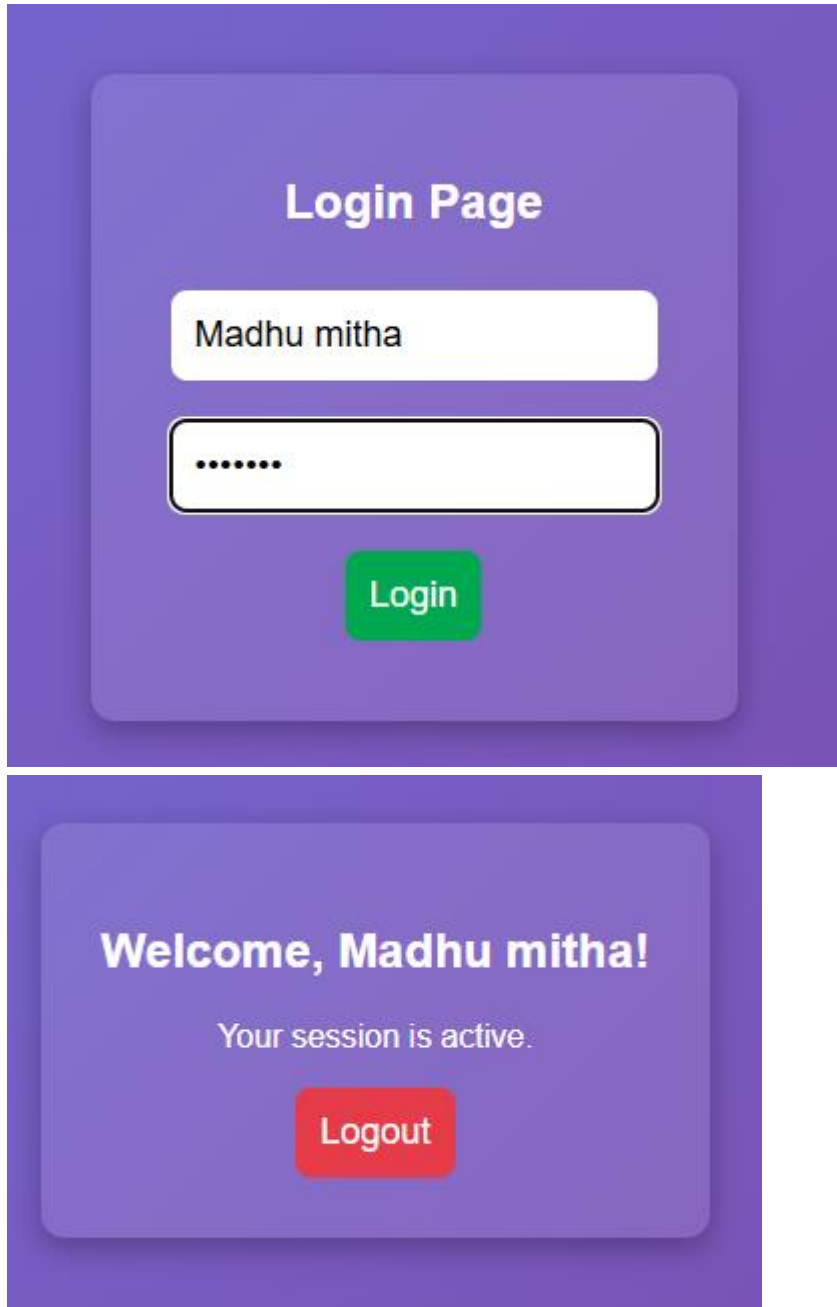 Login Page
Madhu mitha
•••••••
Login
Welcome, Madhu mitha!
Your session is active.
Logout